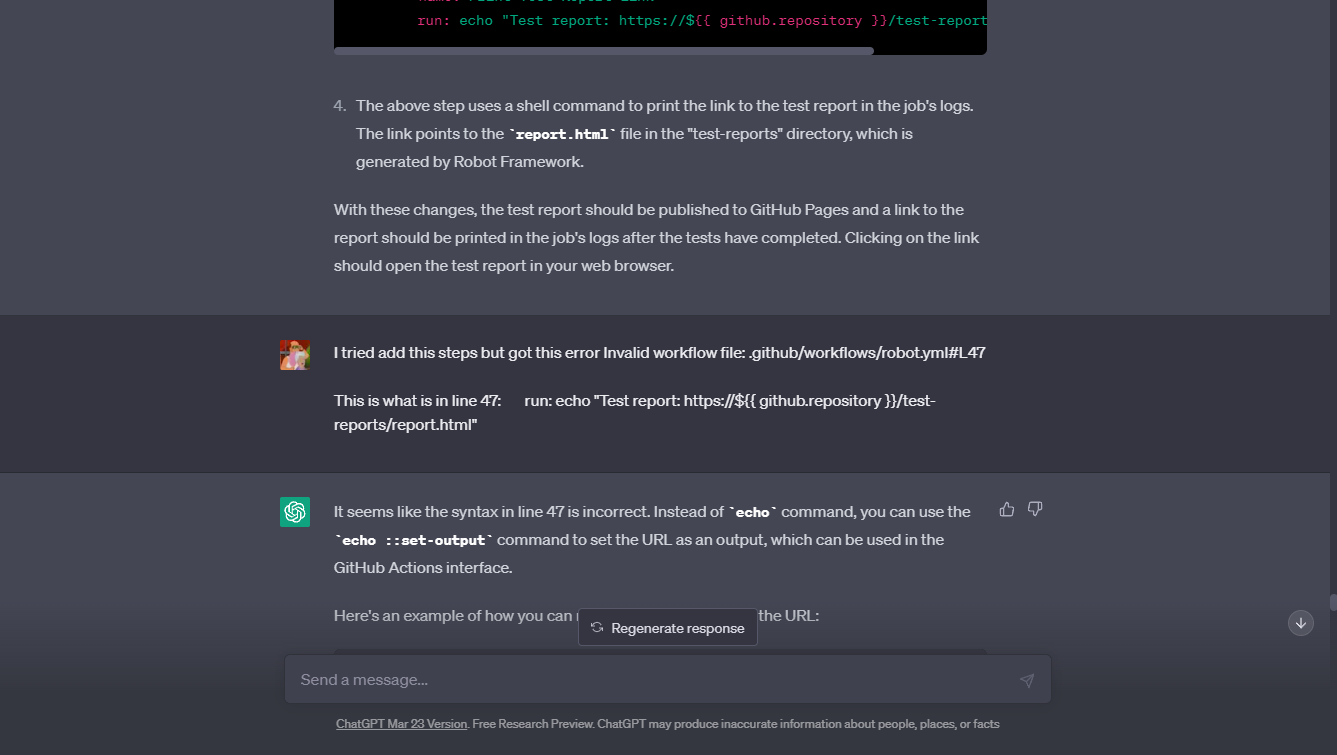 run: echo "Test report: https://${{ github.repository }}/test-report
4. The above step uses a shell command to print the link to the test report in the job's logs.
The link points to the `report.html` file in the "test-reports" directory, which is
generated by Robot Framework.
With these changes, the test report should be published to GitHub Pages and a link to the
report should be printed in the job's logs after the tests have completed. Clicking on the link
should open the test report in your web browser.
I tried add this steps but got this error Invalid workflow file: .github/workflows/robot.yml#L47
This is what is in line 47: run: echo "Test report: https://${{ github.repository }}/test-
reports/report.html"
It seems like the syntax in line 47 is incorrect. Instead of `echo` command, you can use the
`echo ::set-output` command to set the URL as an output, which can be used in the
GitHub Actions interface.
Here's an example of how you can the URL:
Regenerate response
Send a message...
ChatGPT Mar 23 Version. Free Research Preview. ChatGPT may produce inaccurate information about people, places, or facts